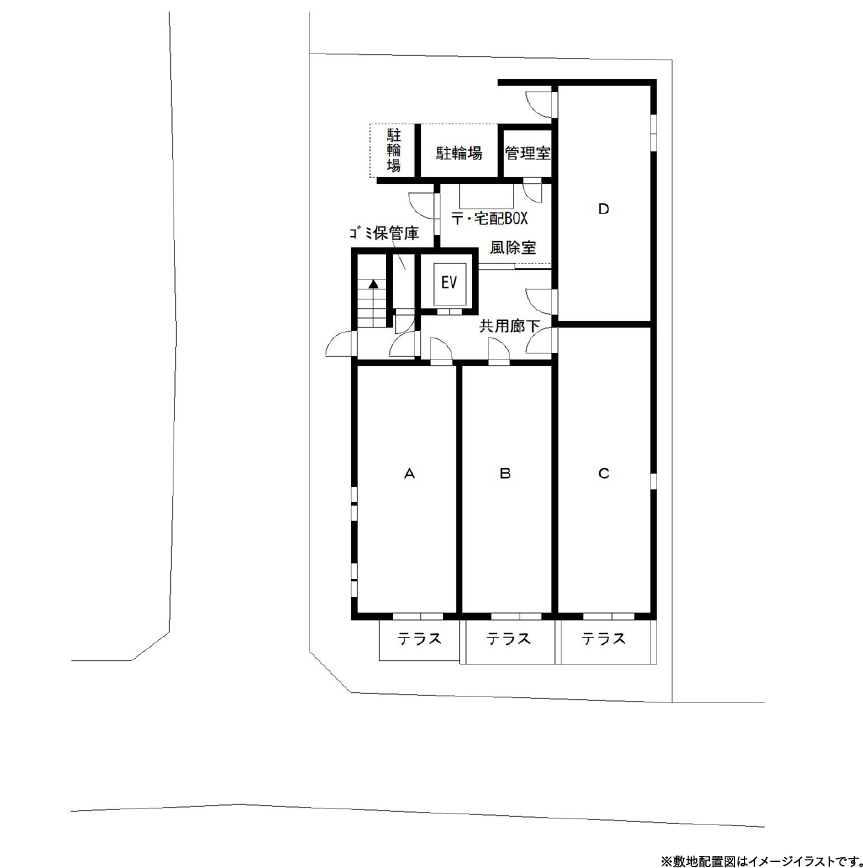 駐輪場
駐輪場
管理室
D
〒・宅配BOX
ゴミ保管庫
風除室
EV
共用廊下
A
B
C
テラス
テラス
テラス
※敷地配置図はイメージイラストです。